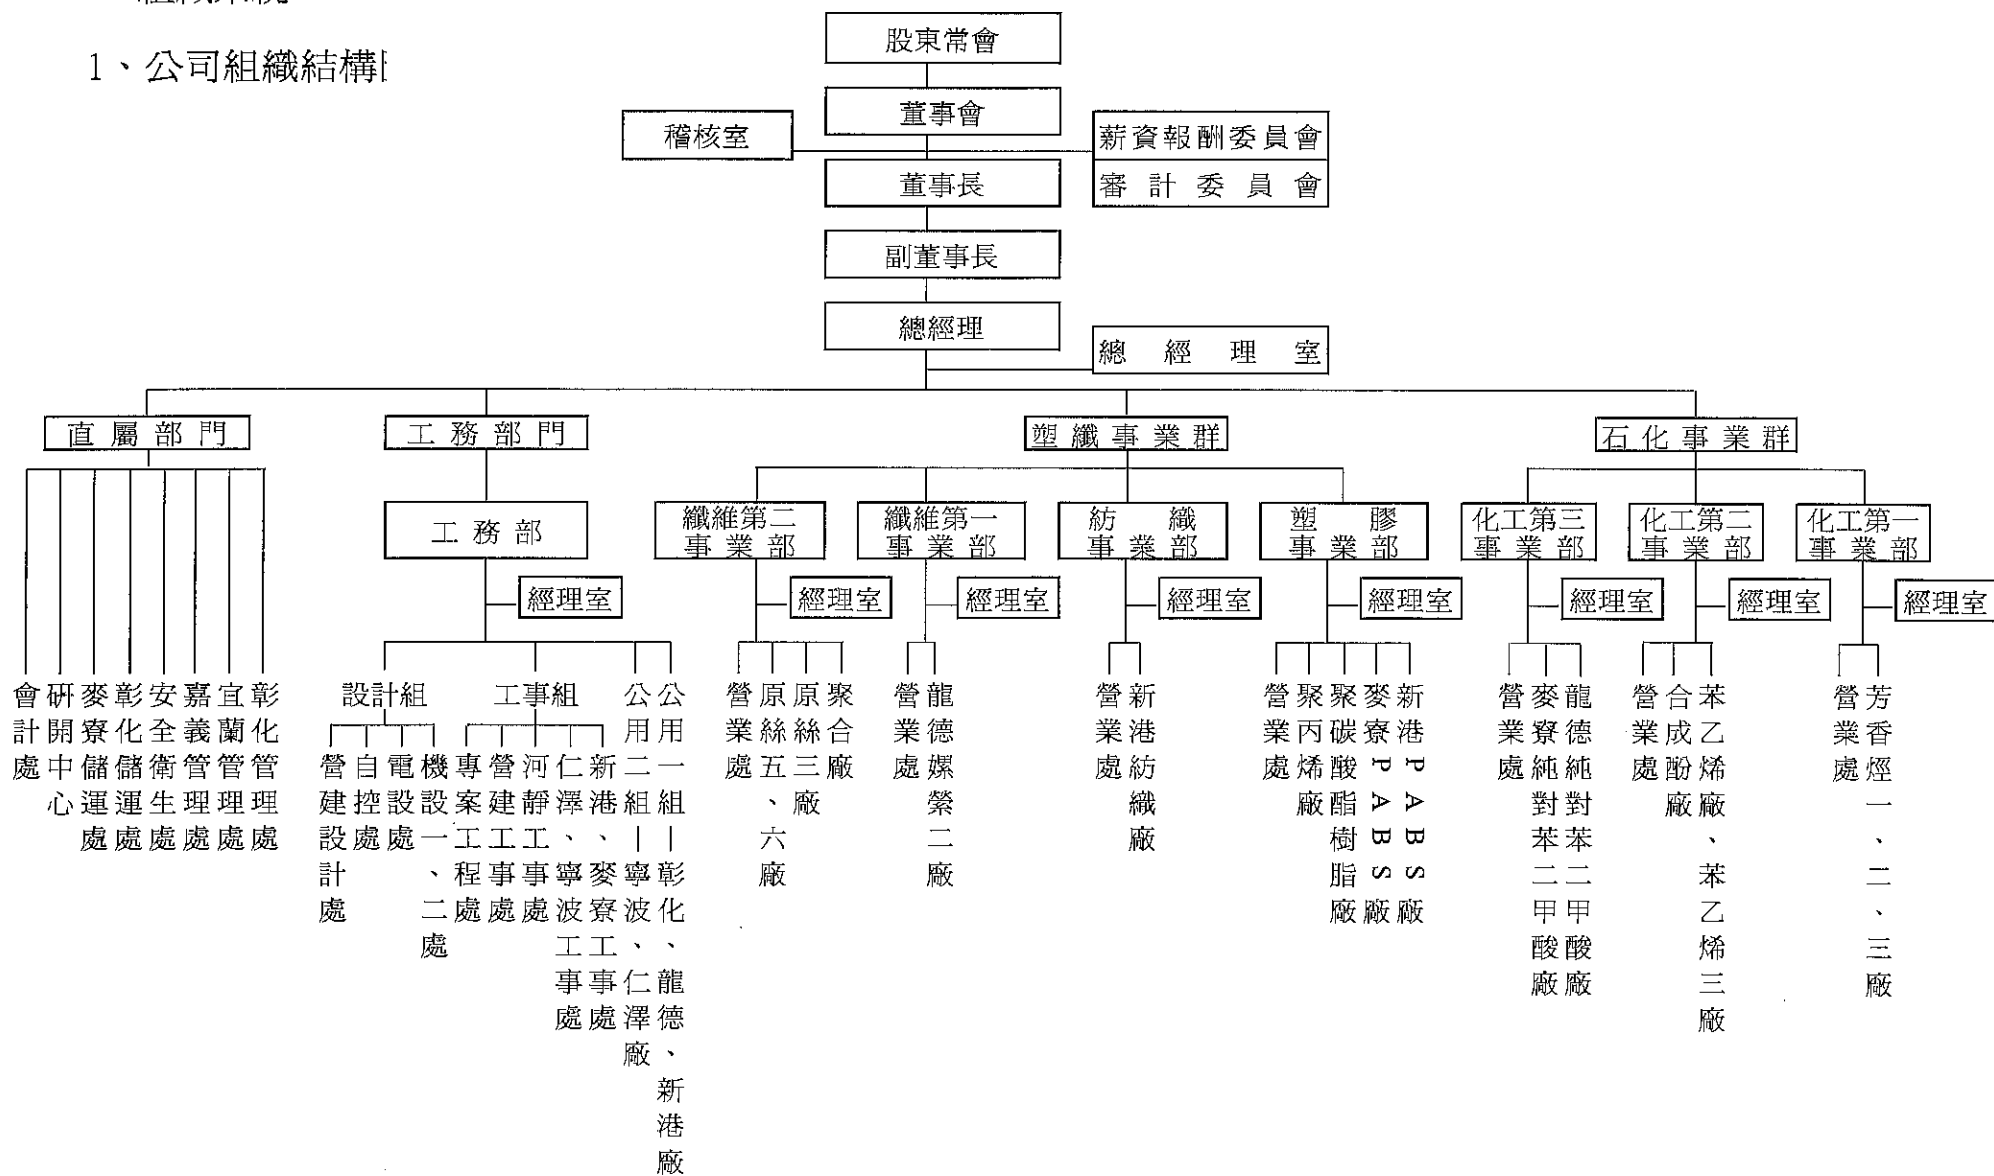 1、公司組織結構
股東常會
董事會
稽核室
薪資報酬委員會
審計委員會
董事長
副董事長
總經理
總經理室
直屬部門
工務部門
塑纖事業群
石化事業群
工務部
纖維第二
事業部
纖維第一
事業部
紡織
事業部
塑膠
事業部
化工第三
事業部
化工第二
事業部
化工第一
事業部
經理室
經理室
經理室
經理室
經理室
經理室
經理室
經理室
會計處
研開中心
麥寮儲運處
彰化儲運處
安全衛生處
嘉義管理處
宜蘭管理處
彰化管理處
設計組
營建設計處
自控處
電設處
機設一、二處
工事組
專案工程處
營建工事處
河靜工事處
仁澤、寧波工事處
新港、麥寮工事處
公用二組—寧波、仁澤廠
公用一組—彰化、龍德、新港廠
營業處
原絲五、六廠
原絲三廠
聚合廠
營業處
龍德嫘縈二廠
營業處
新港紡織廠
營業處
聚丙烯廠
聚碳酸酯樹脂廠
麥寮PABS廠
新港PABS廠
營業處
麥寮純對苯二甲酸廠
龍德純對苯二甲酸廠
營業處
合成酚廠
苯乙烯廠、苯乙烯三廠
營業處
芳香烴一、二、三廠